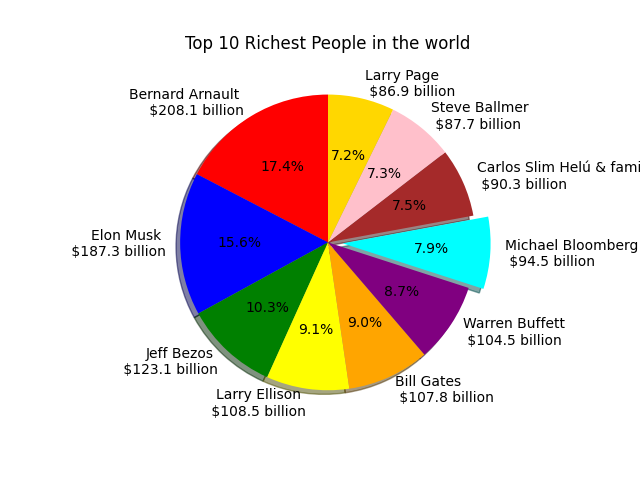 Top 10 Richest People in the world
Larry Page
$86.9 billion
Steve Ballmer
$87.7 billion
Carlos Slim Helú & fami
$90.3 billion
Michael Bloomberg
$94.5 billion
Warren Buffett
$104.5 billion
Bill Gates
$107.8 billion
Larry Ellison
$108.5 billion
Jeff Bezos
$123.1 billion
Elon Musk
$187.3 billion
Bernard Arnault
$208.1 billion
7.2%
7.3%
7.5%
7.9%
8.7%
9.0%
9.1%
10.3%
15.6%
17.4%